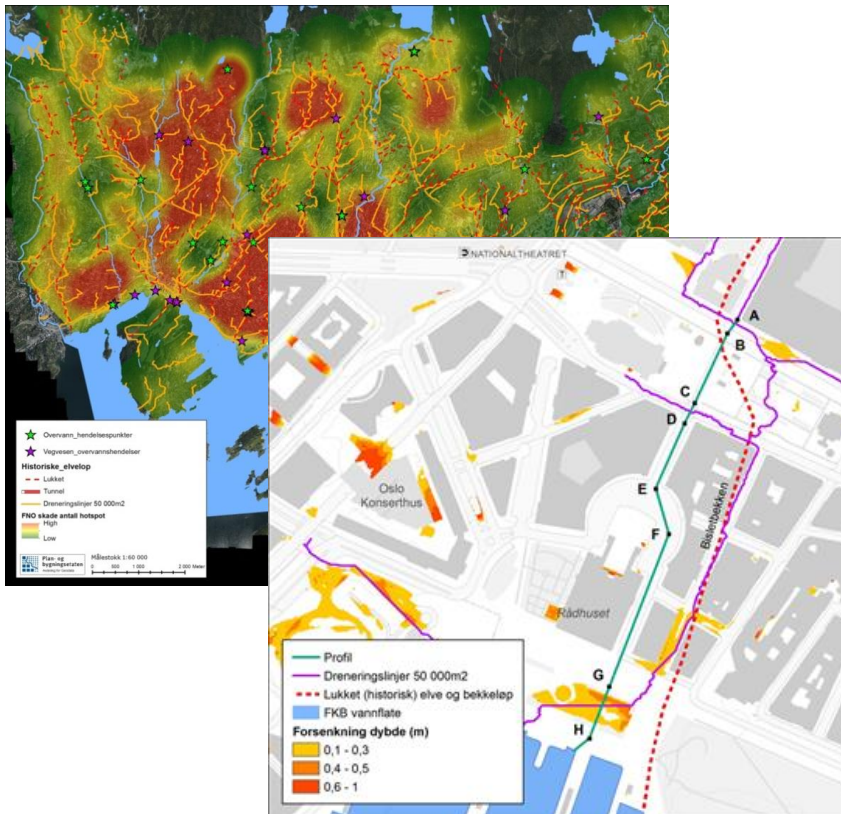 Overvann_hendelsespunkter
Vegvesen_overvannshendelser
Historiske_elvelop
Lukket
Tunnel
Dreneringslinjer 50 000m2
FNO skade antall hotspot
High
Low
Plan- og
bygningsetaten
Målestokk 1:60 000
0 500 1 000 2 000 Meter
NATIONALTHEATRET
T
A
B
C
D
E
F
G
H
Oslo
Konserthus
Bisletbekken
Rådhuset
Profil
Dreneringslinjer 50 000m2
Lukket (historisk) elve og bekkeløp
FKB vannflate
Forsenkning dybde (m)
0,1 - 0,3
0,4 - 0,5
0,6 - 1